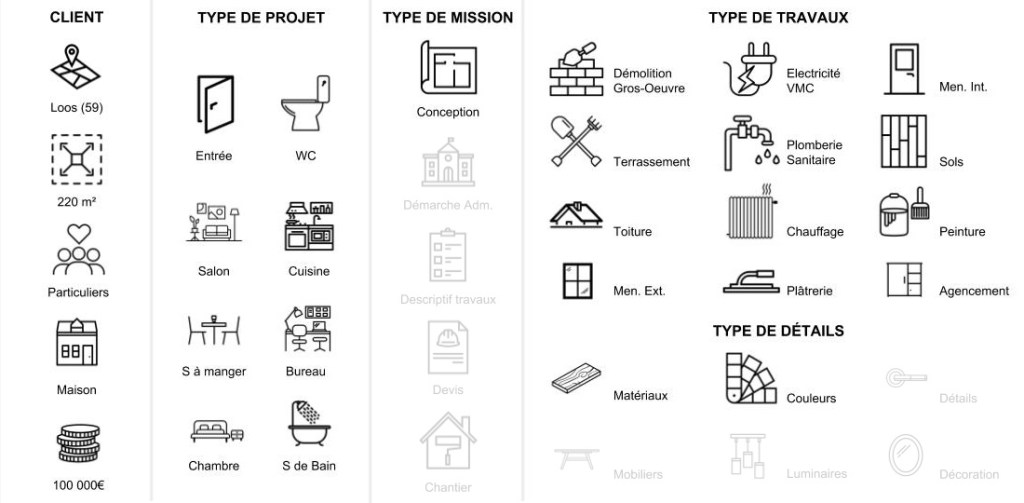 CLIENT
Loos (59)
220 m²
Particuliers
Maison
100 000€
TYPE DE PROJET
Entrée
WC
Salon
Cuisine
S à manger
Bureau
Chambre
S de Bain
TYPE DE MISSION
Conception
Démarche Adm.
Descriptif travaux
Devis
Chantier
TYPE DE TRAVAUX
Démolition
Gros-Oeuvre
Electricité
VMC
Men. Int.
Terrassement
Plomberie
Sanitaire
Sols
Toiture
Chauffage
Peinture
Men. Ext.
Plâtrerie
Agencement
TYPE DE DÉTAILS
Matériaux
Couleurs
Détails
Mobiliers
Luminaires
Décoration